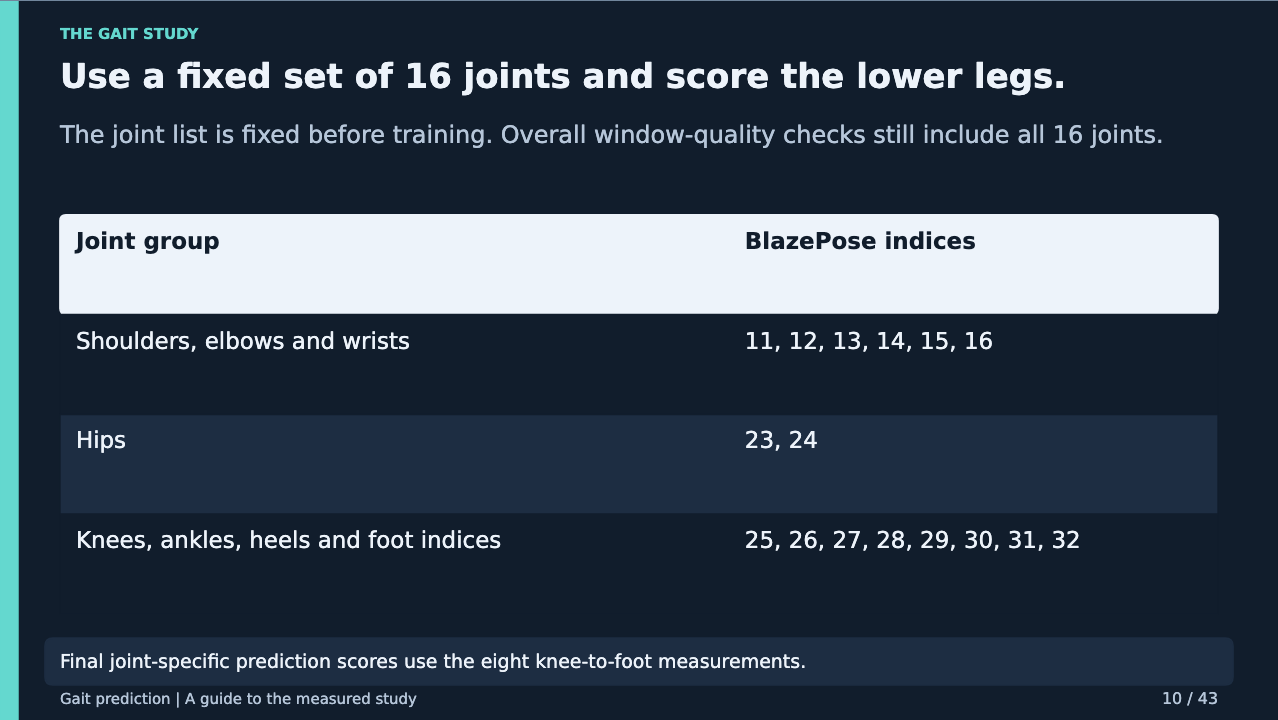 THE GAIT STUDY
Use a fixed set of 16 joints and score the lower legs.
The joint list is fixed before training. Overall window-quality checks still include all 16 joints.
Joint group BlazePose indices
Shoulders, elbows and wrists 11, 12, 13, 14, 15, 16
Hips 23, 24
Knees, ankles, heels and foot indices 25, 26, 27, 28, 29, 30, 31, 32
Final joint-specific prediction scores use the eight knee-to-foot measurements.
Gait prediction | A guide to the measured study 10 / 43